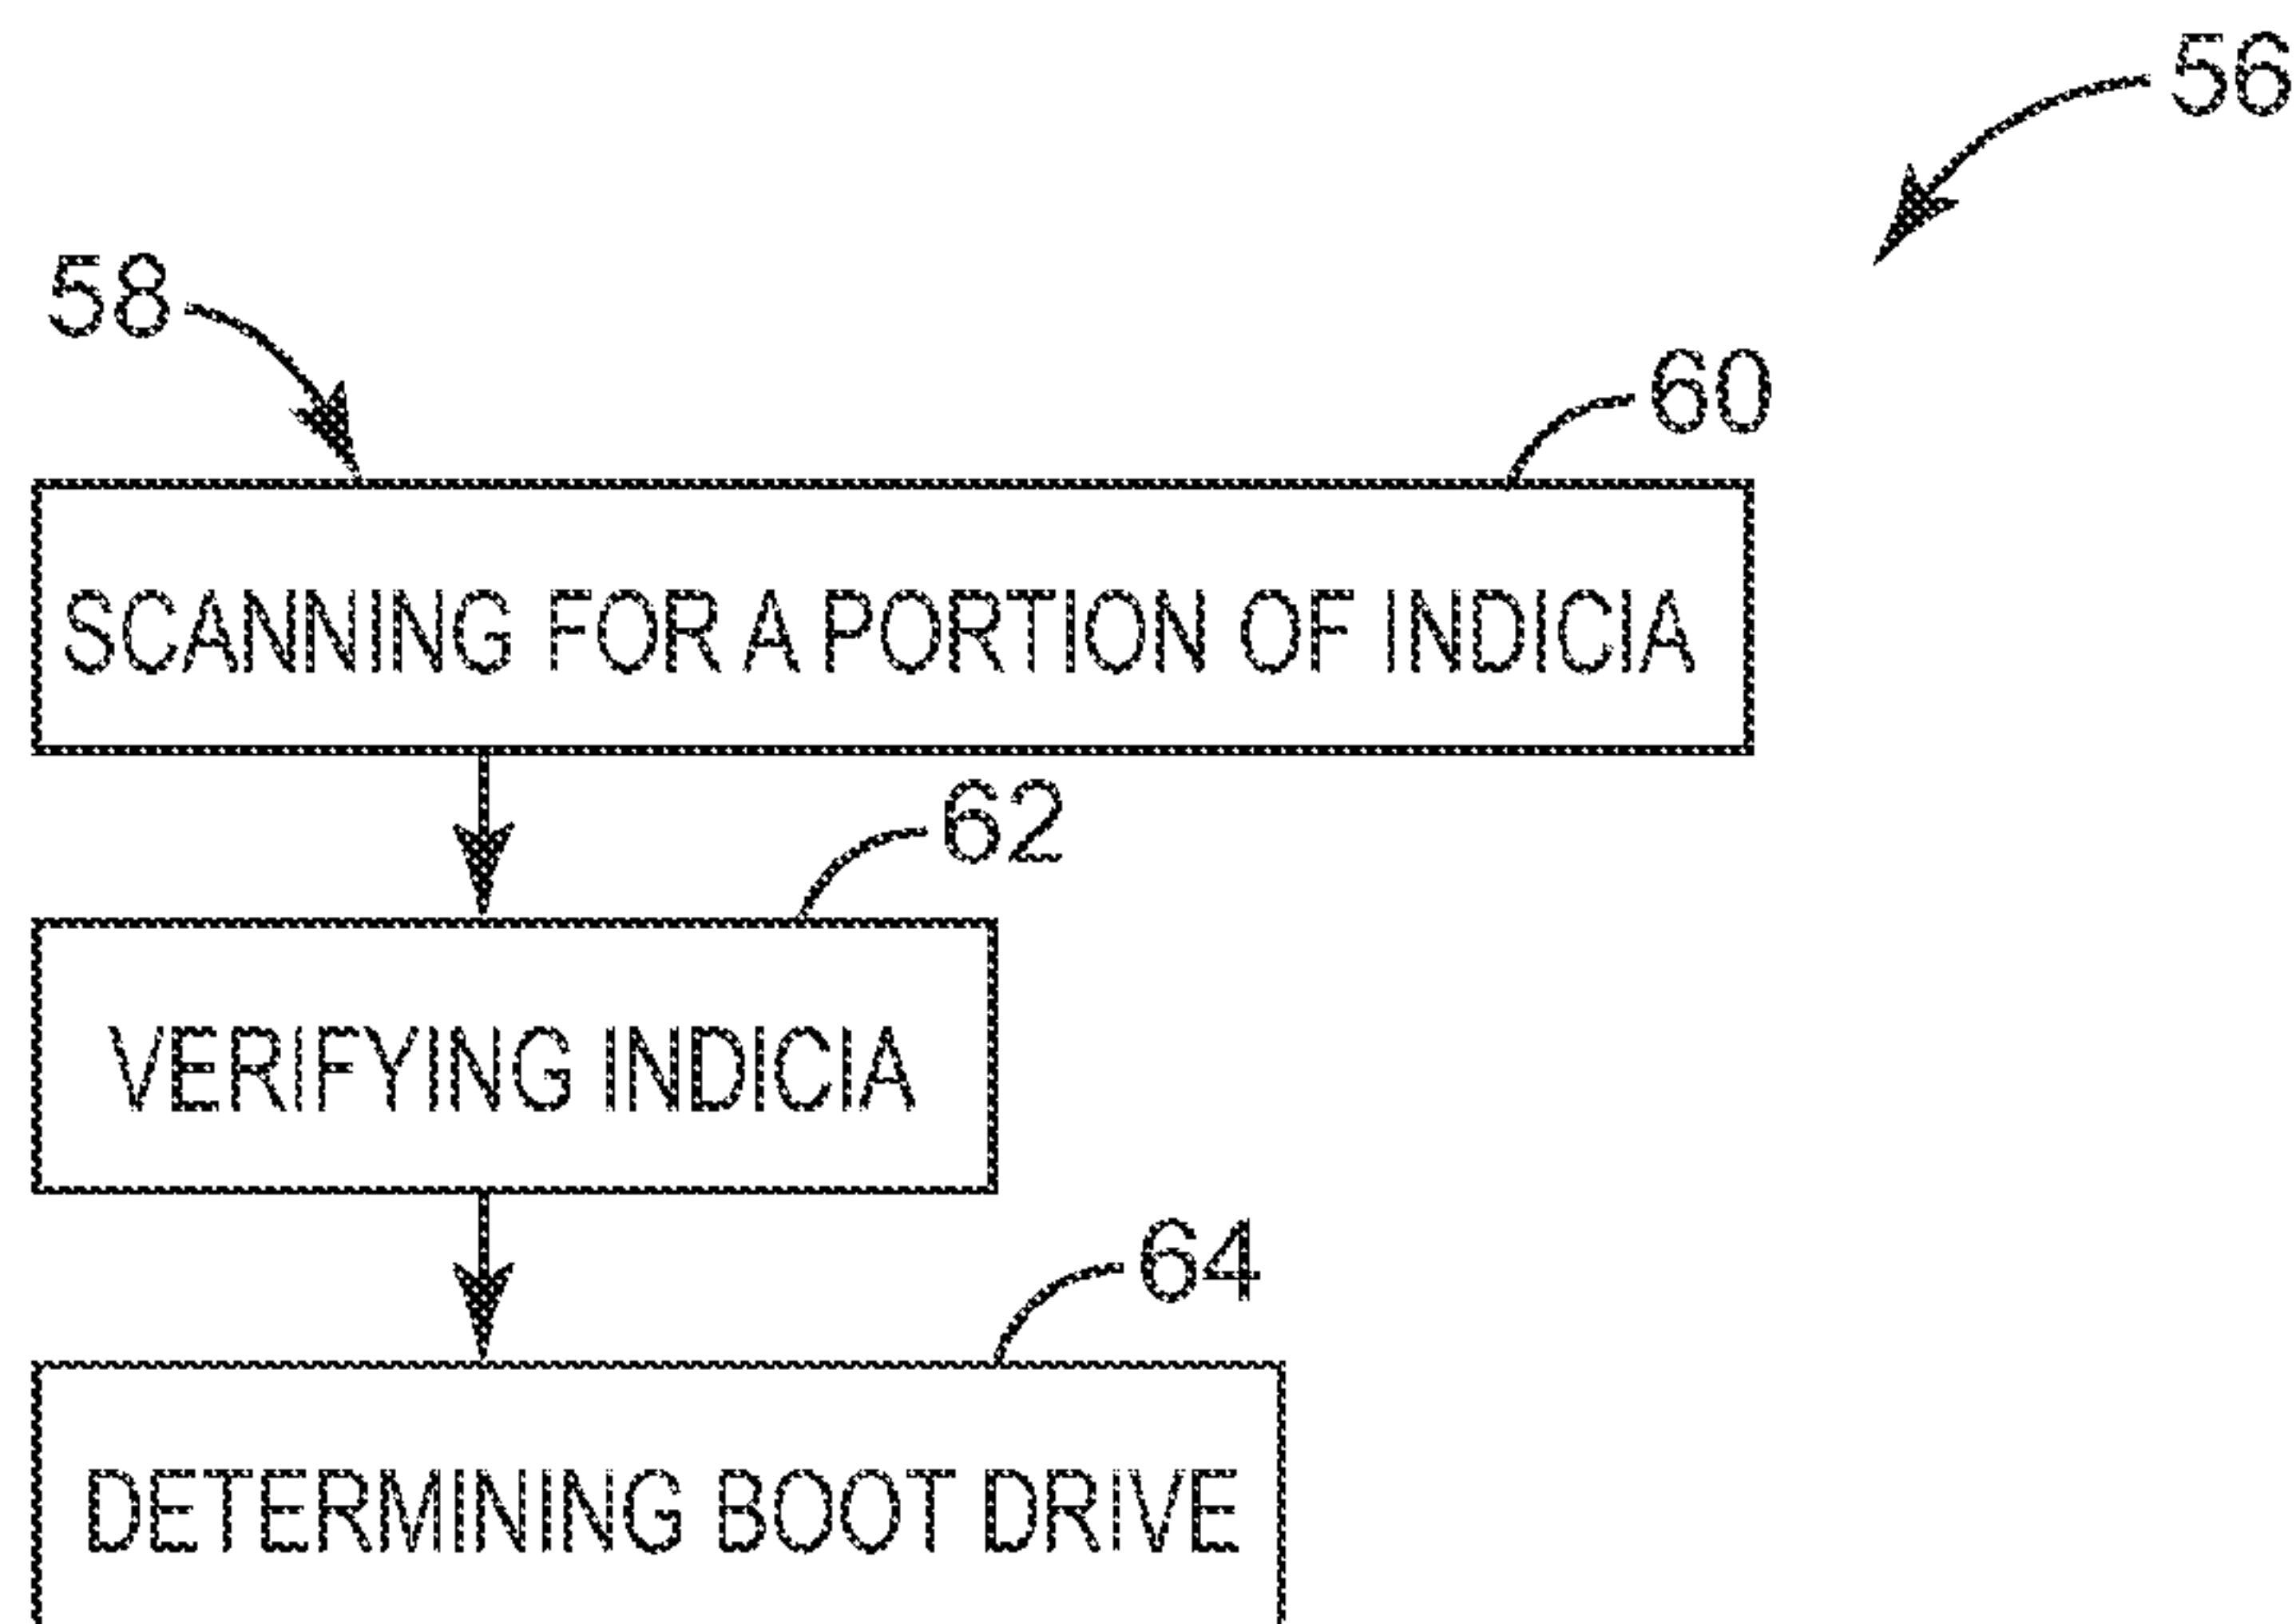 56
58
60
SCANNING FOR A PORTION OF INDICIA
62
VERIFYING INDICIA
64
DETERMINING BOOT DRIVE